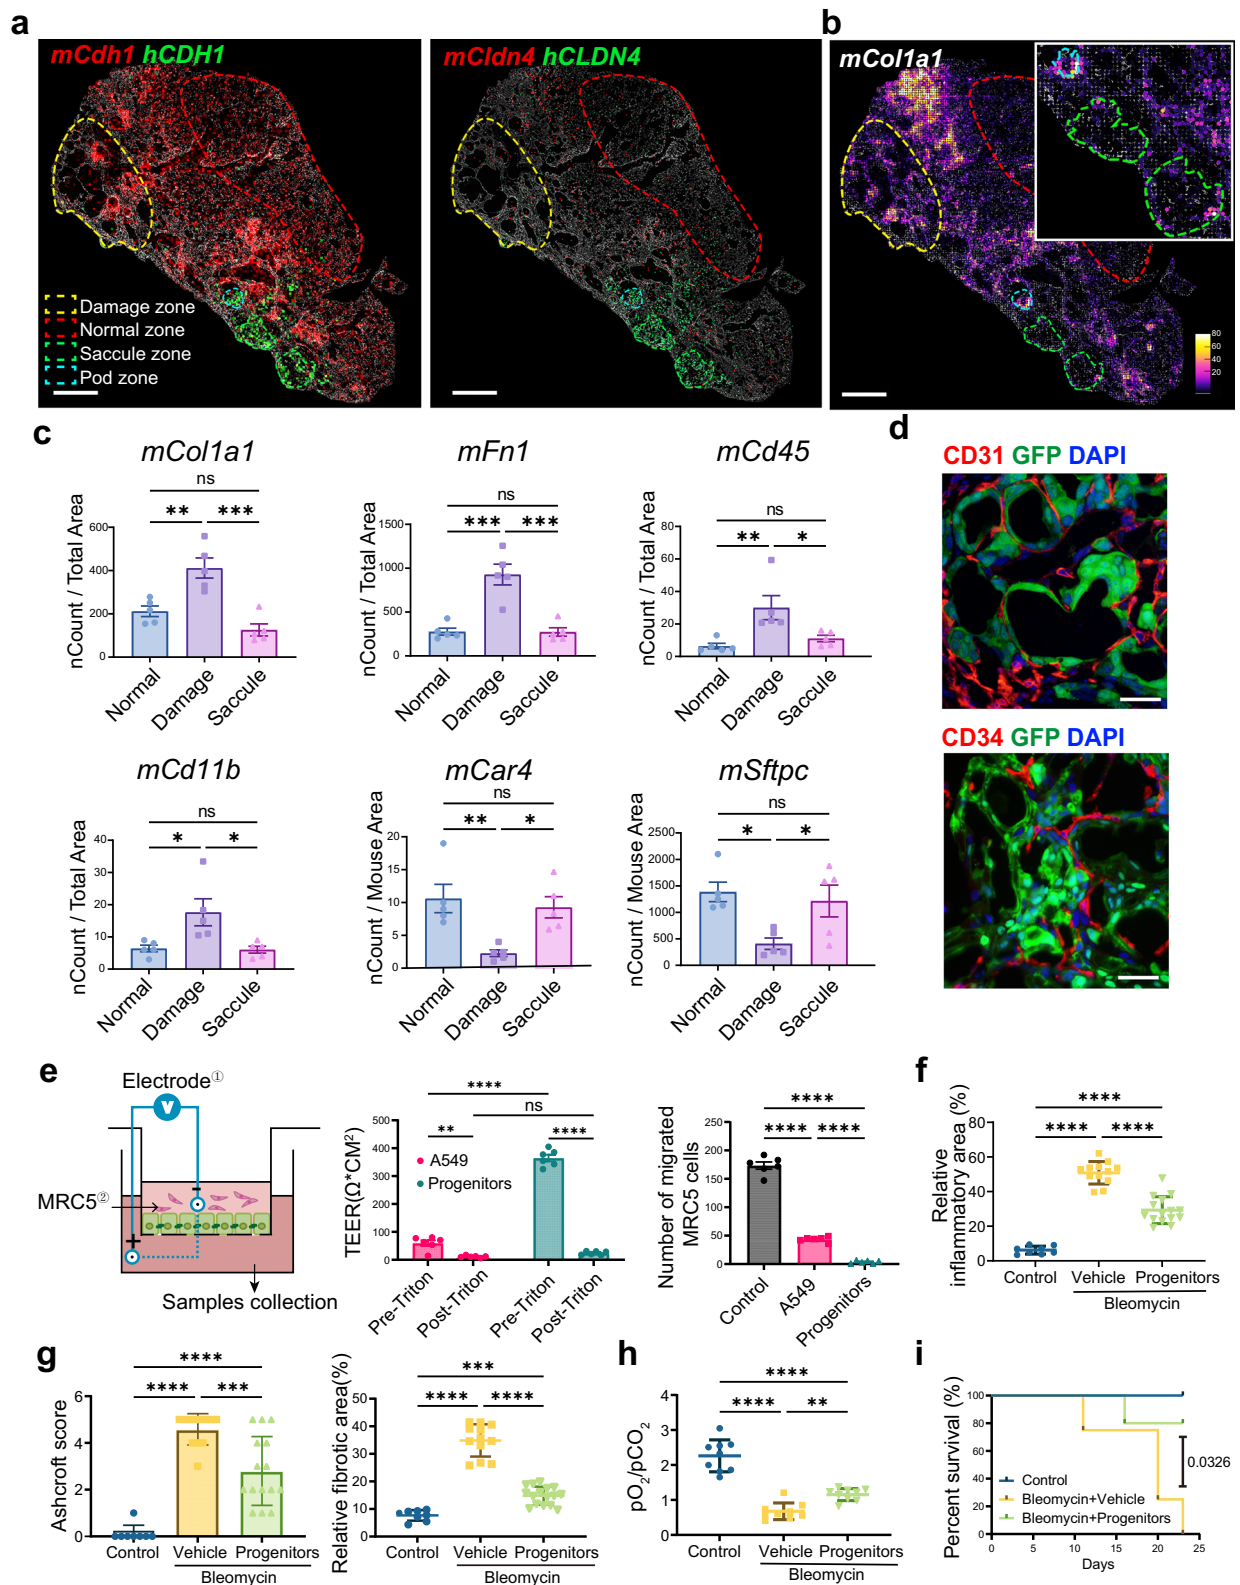 a
mCdh1 hCDH1
mCldn4 hCLDN4
Damage zone
Normal zone
Saccule zone
Pod zone
b
mCol1a1
80
60
40
20
c
mCol1a1
nCount / Total Area
600
400
200
0
ns
** ***
Normal
Damage
Saccule
mFn1
nCount / Total Area
1500
1000
500
0
ns
*** ***
Normal
Damage
Saccule
mCd45
nCount / Total Area
80
60
40
20
0
ns
** *
Normal
Damage
Saccule
mCd11b
nCount / Total Area
40
30
20
10
0
ns
* *
Normal
Damage
Saccule
mCar4
nCount / Mouse Area
20
15
10
5
0
ns
** *
Normal
Damage
Saccule
mSftpc
nCount / Mouse Area
2500
2000
1500
1000
500
0
ns
* *
Normal
Damage
Saccule
d
CD31 GFP DAPI
CD34 GFP DAPI
e
Electrode①
V
MRC5②
-
+
Samples collection
TEER(Ω*CM²)
500
400
300
200
100
0
****
ns
** ****
A549
Progenitors
Pre-Triton
Post-Triton
Pre-Triton
Post-Triton
Number of migrated
MRC5 cells
250
200
150
100
50
0
****
**** ****
Control
A549
Progenitors
f
Relative
inflammatory area (%)
80
60
40
20
0
****
**** ****
Control Vehicle Progenitors
Bleomycin
g
Ashcroft score
6
4
2
0
****
**** ***
Control Vehicle Progenitors
Bleomycin
Relative fibrotic area(%)
50
40
30
20
10
0
***
**** ****
Control Vehicle Progenitors
Bleomycin
h
pO₂/pCO₂
4
3
2
1
0
****
**** **
Control Vehicle Progenitors
Bleomycin
i
Percent survival (%)
100
80
60
40
20
0
0.0326
Control
Bleomycin+Vehicle
Bleomycin+Progenitors
0 5 10 15 20 25
Days